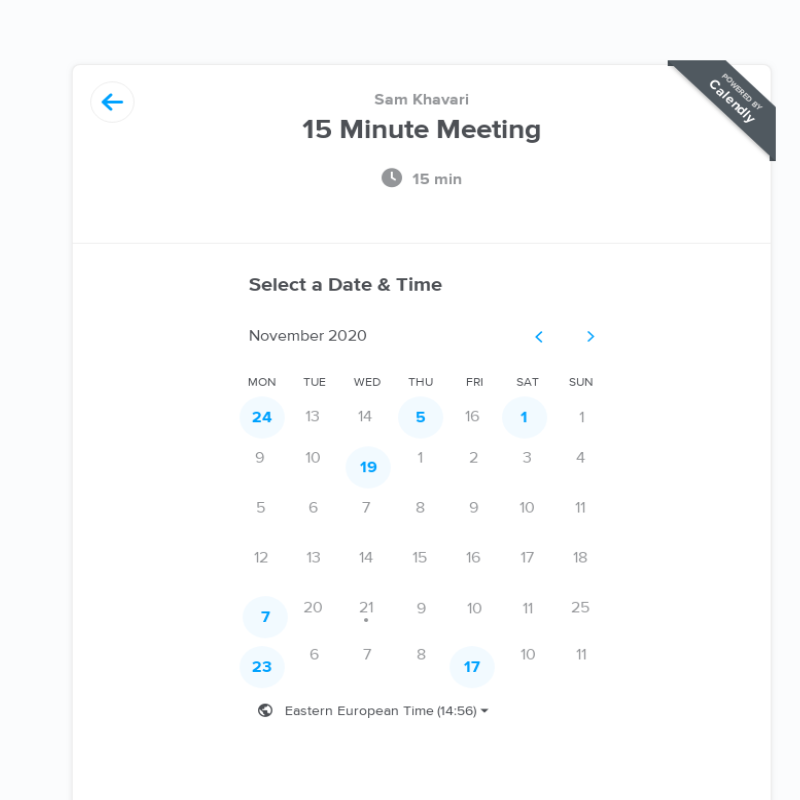 POWERED BY
Calendly
Sam Khavari
15 Minute Meeting
15 min
Select a Date & Time
November 2020
MON TUE WED THU FRI SAT SUN
24 13 14 5 16 1 1
9 10 19 1 2 3 4
5 6 7 8 9 10 11
12 13 14 15 16 17 18
7 20 21 9 10 11 25
23 6 7 8 17 10 11
Eastern European Time (14:56)